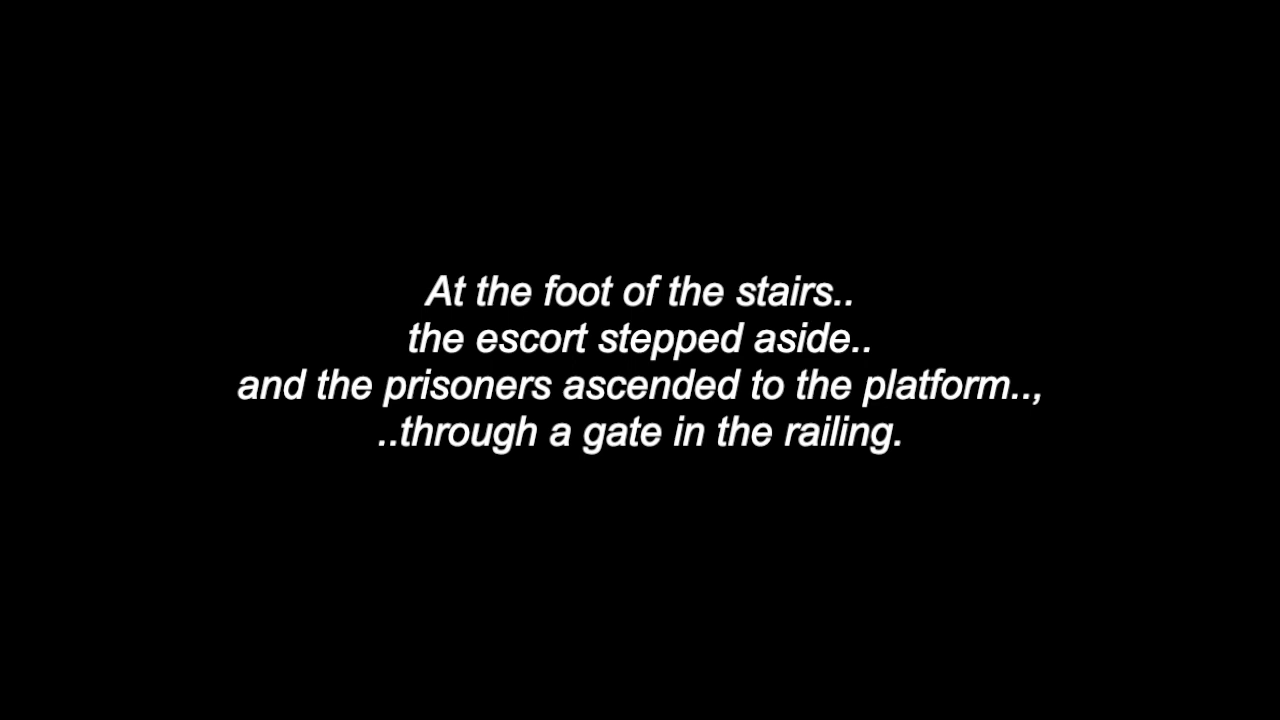 At the foot of the stairs..
the escort stepped aside..
and the prisoners ascended to the platform..,
..through a gate in the railing.